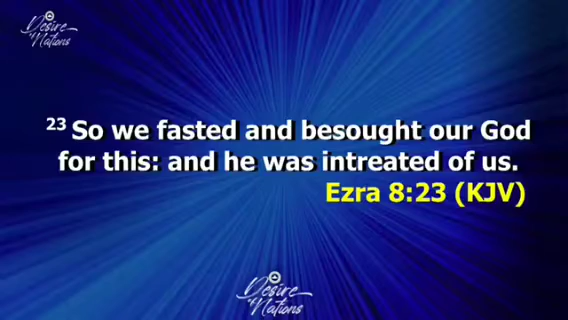 Desire
of Nations
23 So we fasted and besought our God
for this: and he was intreated of us.
Ezra 8:23 (KJV)
Desire
of Nations